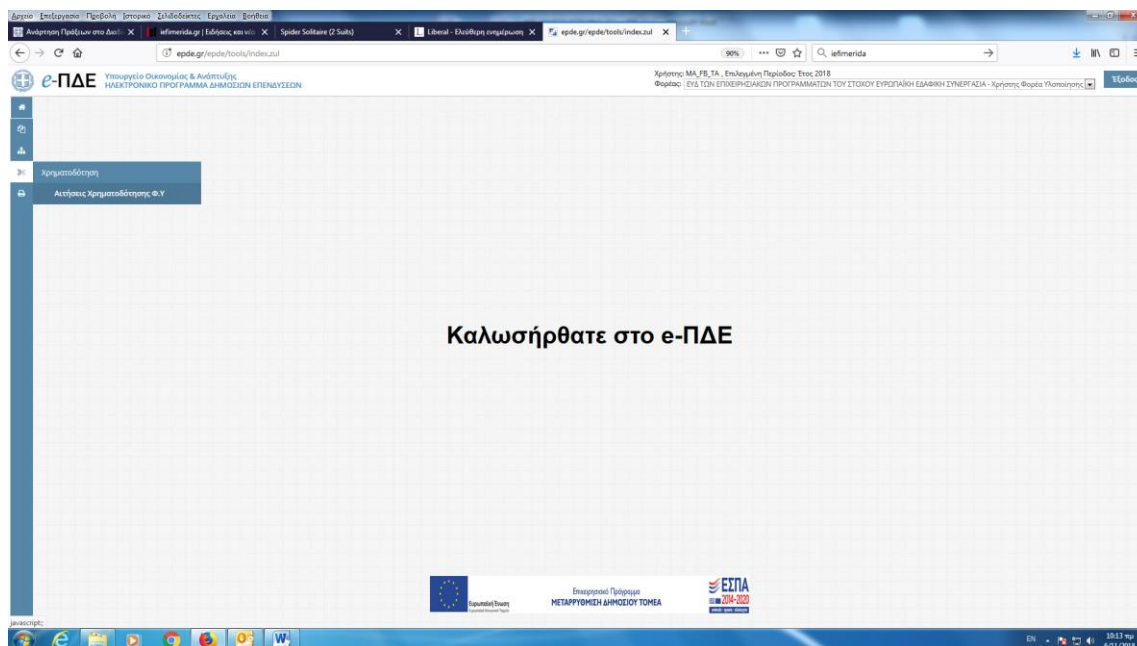 Αρχείο Επεξεργασία Προβολή Ιστορικό Σελιδοδείκτες Εργαλεία Βοήθεια
Ανάρτηση Πράξεων στο Διαδ
iefimerida.gr | Ειδήσεις και νέα
Spider Solitaire (2 Suits)
Liberal - Ελεύθερη ενημέρωση
epde.gr/epde/tools/index.zul
epde.gr/epde/tools/index.zul
90%
iefimerida
e-ΠΔΕ
Υπουργείο Οικονομίας & Ανάπτυξης
ΗΛΕΚΤΡΟΝΙΚΟ ΠΡΟΓΡΑΜΜΑ ΔΗΜΟΣΙΩΝ ΕΠΕΝΔΥΣΕΩΝ
Χρήστης: MA_FB_TA , Επιλεγμένη Περίοδος: Έτος 2018
Φορέας: ΕΥΔ ΤΩΝ ΕΠΙΧΕΙΡΗΣΙΑΚΩΝ ΠΡΟΓΡΑΜΜΑΤΩΝ ΤΟΥ ΣΤΟΧΟΥ ΕΥΡΩΠΑΪΚΗ ΕΔΑΦΙΚΗ ΣΥΝΕΡΓΑΣΙΑ - Χρήστης Φορέα Υλοποίησης
Έξοδος
Χρηματοδότηση
Αιτήσεις Χρηματοδότησης Φ.Υ
Καλωσήρθατε στο e-ΠΔΕ
Ευρωπαϊκή Ένωση
Επιχειρησιακό Πρόγραμμα
ΜΕΤΑΡΡΥΘΜΙΣΗ ΔΗΜΟΣΙΟΥ ΤΟΜΕΑ
ΕΣΠΑ
2014-2020
javascript:;
EN
10:13 πμ